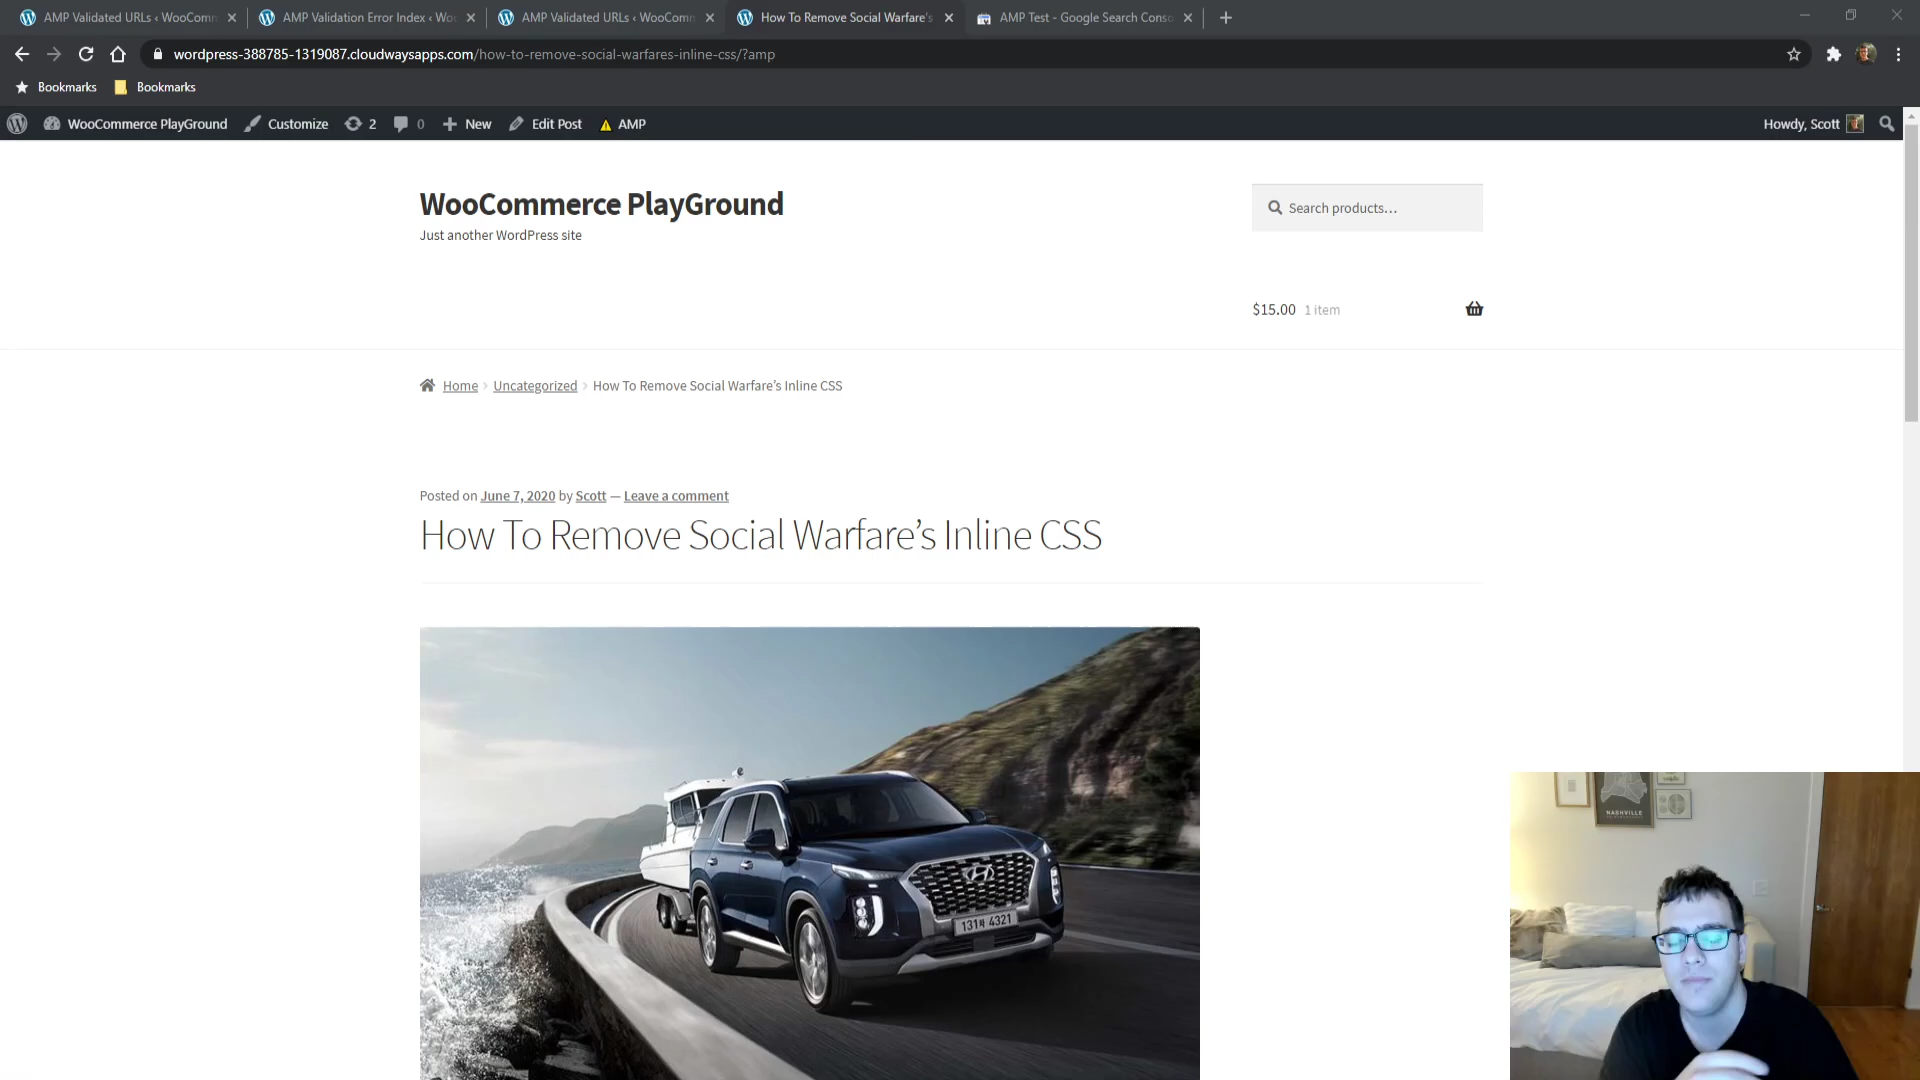 AMP Validated URLs ‹ WooComm
AMP Validation Error Index ‹ Woo
AMP Validated URLs ‹ WooComm
How To Remove Social Warfare's
AMP Test - Google Search Conso
wordpress-388785-1319087.cloudwaysapps.com/how-to-remove-social-warfares-inline-css/?amp
Bookmarks
Bookmarks
WooCommerce PlayGround
Customize
2
0
New
Edit Post
AMP
Howdy, Scott
WooCommerce PlayGround
Just another WordPress site
Search products…
$15.00 1 item
Home › Uncategorized › How To Remove Social Warfare’s Inline CSS
Posted on June 7, 2020 by Scott — Leave a comment
How To Remove Social Warfare’s Inline CSS
NASHVILLE